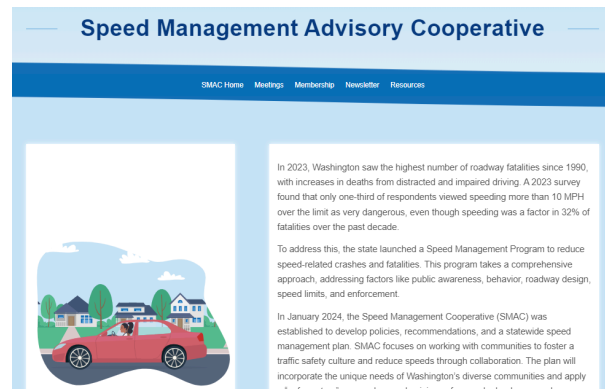 Speed Management Advisory Cooperative
SMAC Home Meetings Membership Newsletter Resources
In 2023, Washington saw the highest number of roadway fatalities since 1990,
with increases in deaths from distracted and impaired driving. A 2023 survey
found that only one-third of respondents viewed speeding more than 10 MPH
over the limit as very dangerous, even though speeding was a factor in 32% of
fatalities over the past decade.
To address this, the state launched a Speed Management Program to reduce
speed-related crashes and fatalities. This program takes a comprehensive
approach, addressing factors like public awareness, behavior, roadway design,
speed limits, and enforcement.
In January 2024, the Speed Management Cooperative (SMAC) was
established to develop policies, recommendations, and a statewide speed
management plan. SMAC focuses on working with communities to foster a
traffic safety culture and reduce speeds through collaboration. The plan will
incorporate the unique needs of Washington's diverse communities and apply